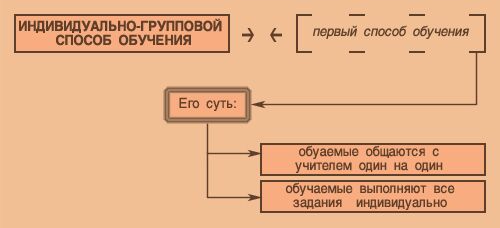 ИНДИВИДУАЛЬНО-ГРУППОВОЙ
СПОСОБ ОБУЧЕНИЯ
первый способ обучения
Его суть:
обуаемые общаются с
учителем один на один
обучаемые выполняют все
задания индивидуально